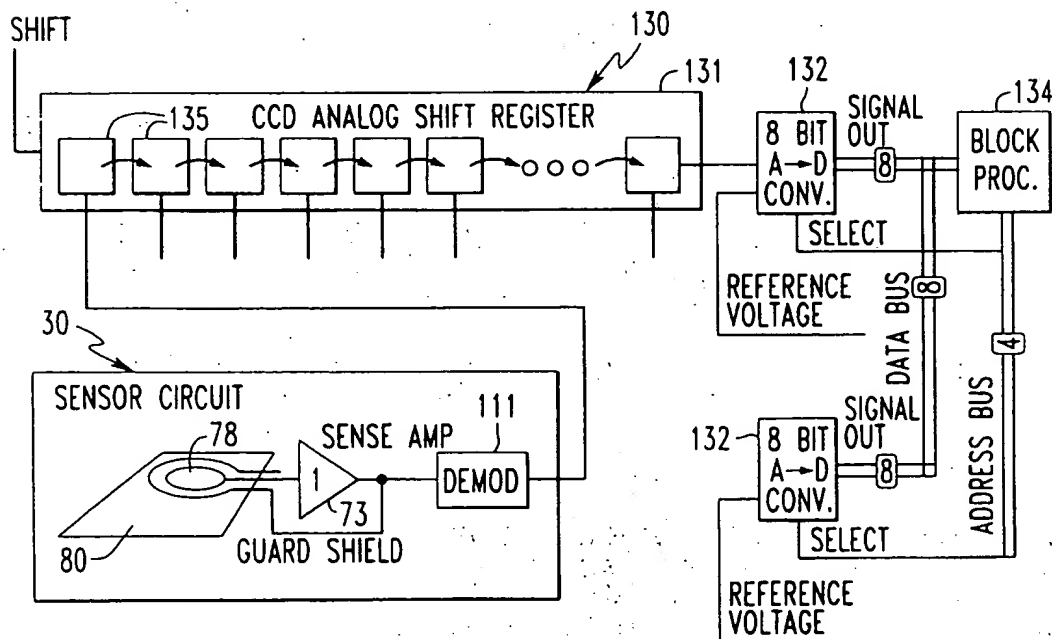 SHIFT
130
131
CCD ANALOG SHIFT REGISTER
135
132
8 BIT
A→D
CONV.
SIGNAL
OUT
8
134
BLOCK
PROC.
SELECT
REFERENCE
VOLTAGE
DATA BUS
8
ADDRESS BUS
4
30
SENSOR CIRCUIT
78
SENSE AMP
1
73
111
DEMOD
80
GUARD SHIELD
132
8 BIT
A→D
CONV.
SIGNAL
OUT
8
SELECT
REFERENCE
VOLTAGE